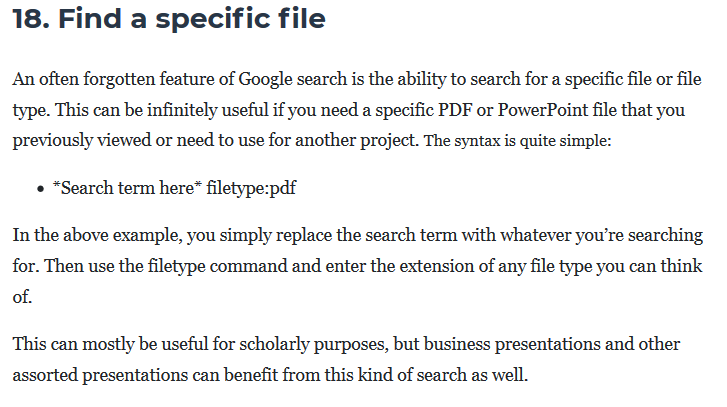 18. Find a specific file
An often forgotten feature of Google search is the ability to search for a specific file or file
type. This can be infinitely useful if you need a specific PDF or PowerPoint file that you
previously viewed or need to use for another project. The syntax is quite simple:
• *Search term here* filetype:pdf
In the above example, you simply replace the search term with whatever you’re searching
for. Then use the filetype command and enter the extension of any file type you can think
of.
This can mostly be useful for scholarly purposes, but business presentations and other
assorted presentations can benefit from this kind of search as well.